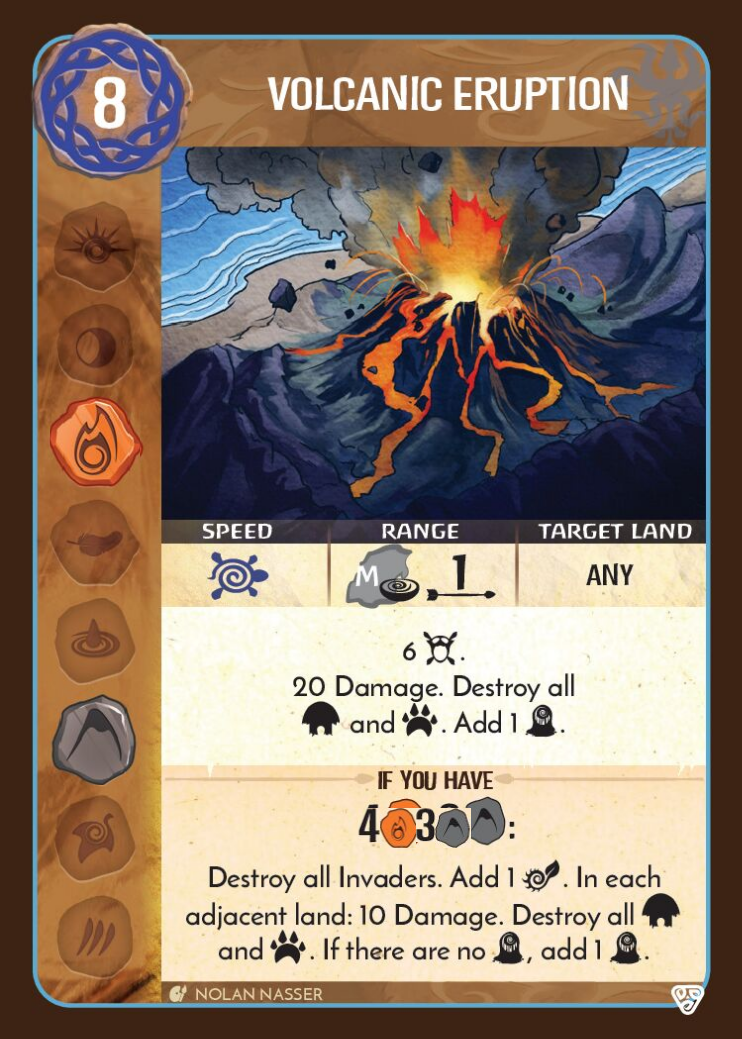 8
VOLCANIC ERUPTION
SPEED RANGE TARGET LAND
M 1 ANY
6 .
20 Damage. Destroy all
and . Add 1 .
IF YOU HAVE
4 3 :
Destroy all Invaders. Add 1 . In each
adjacent land: 10 Damage. Destroy all
and . If there are no , add 1 .
NOLAN NASSER